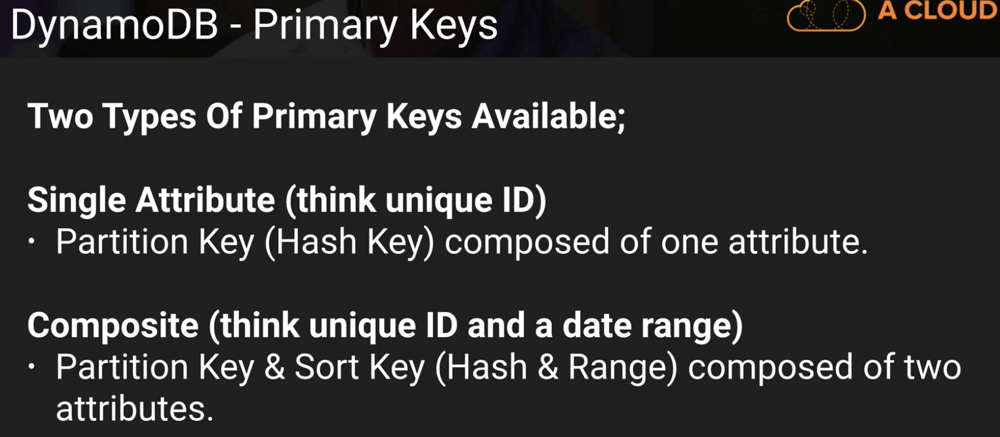 DynamoDB - Primary Keys
A CLOUD
Two Types Of Primary Keys Available;
Single Attribute (think unique ID)
• Partition Key (Hash Key) composed of one attribute.
Composite (think unique ID and a date range)
• Partition Key & Sort Key (Hash & Range) composed of two
attributes.